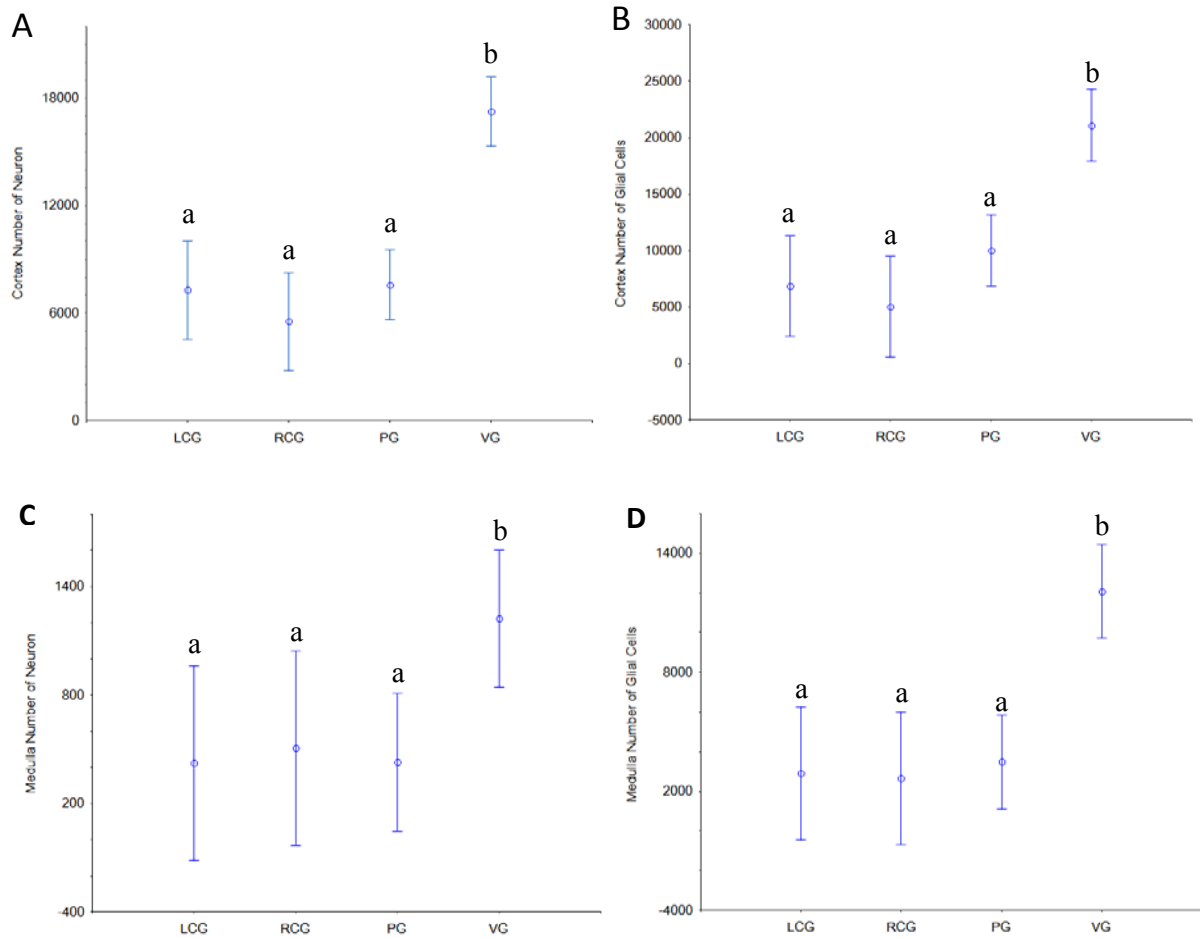 A
Cortex Number of Neuron
18000
12000
6000
0
a
a
a
b
LCG
RCG
PG
VG
B
Cortex Number of Glial Cells
30000
25000
20000
15000
10000
5000
0
-5000
a
a
a
b
LCG
RCG
PG
VG
C
Medulla Number of Neuron
1400
800
200
-400
a
a
a
b
LCG
RCG
PG
VG
D
Medulla Number of Glial Cells
14000
8000
2000
-4000
a
a
a
b
LCG
RCG
PG
VG